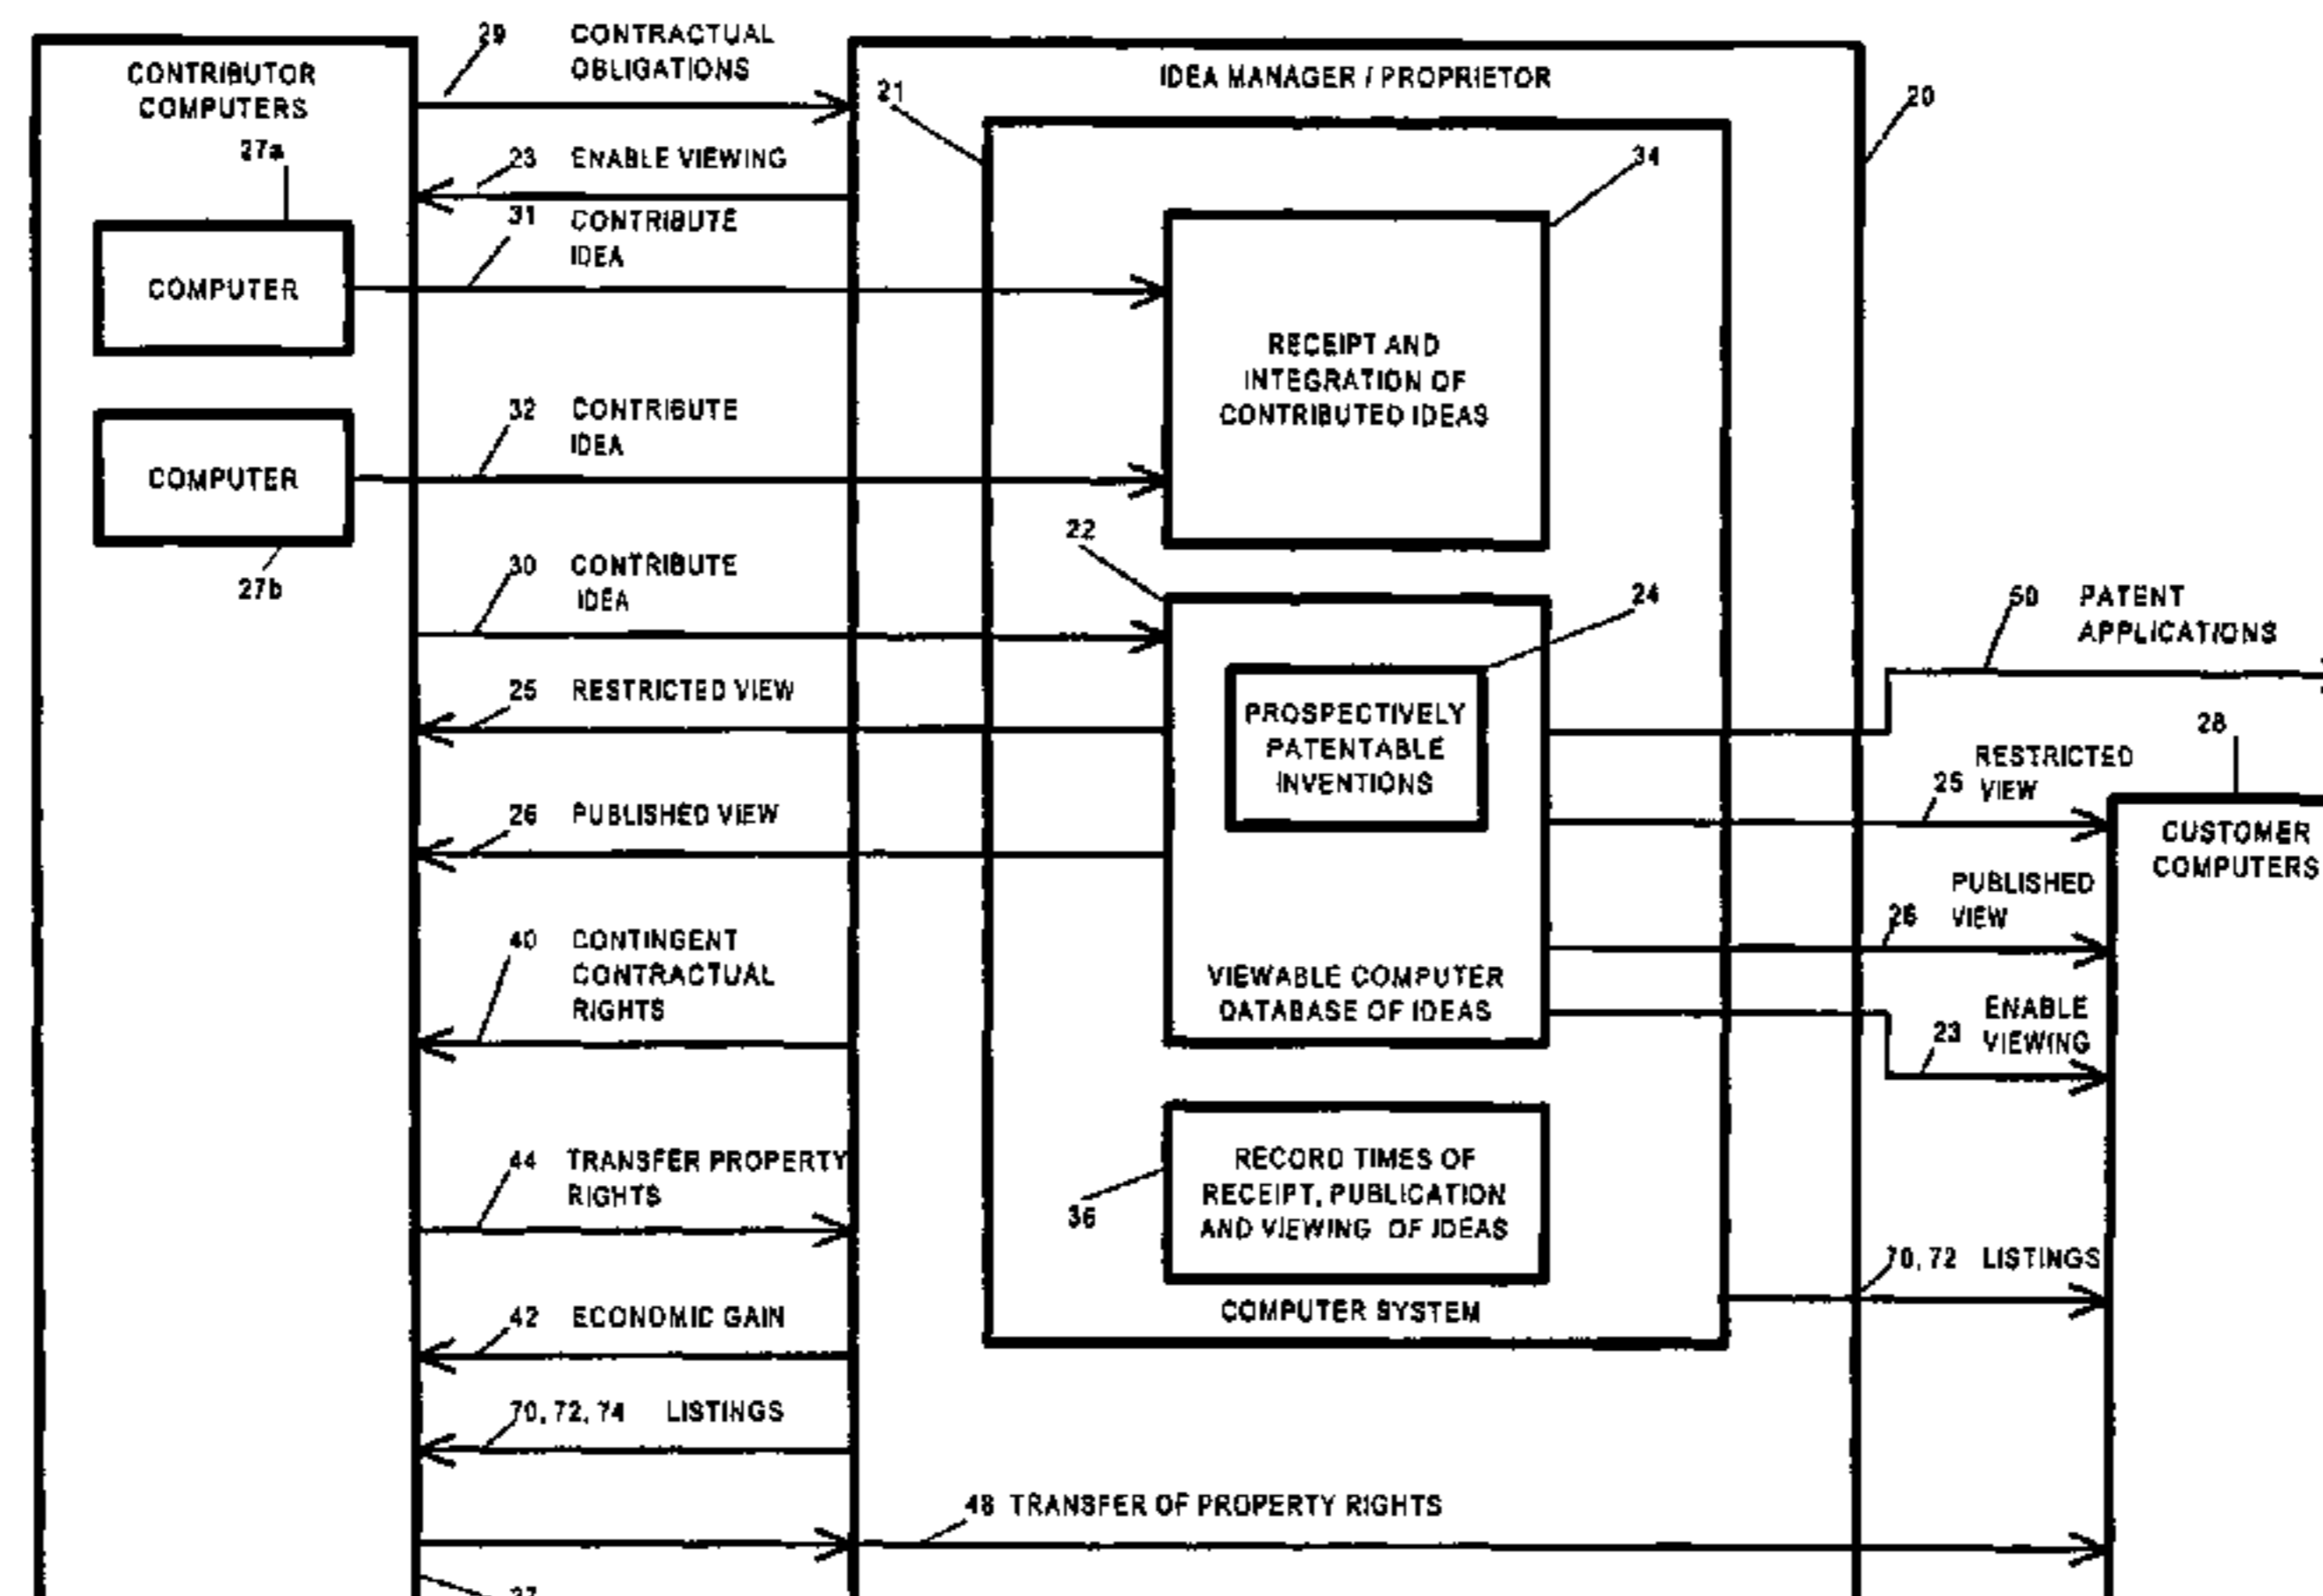 CONTRIBUTOR
COMPUTERS
27a
COMPUTER
COMPUTER
27b
29 CONTRACTUAL
OBLIGATIONS
23 ENABLE VIEWING
31 CONTRIBUTE
IDEA
32 CONTRIBUTE
IDEA
30 CONTRIBUTE
IDEA
25 RESTRICTED VIEW
26 PUBLISHED VIEW
40 CONTINGENT
CONTRACTUAL
RIGHTS
44 TRANSFER PROPERTY
RIGHTS
42 ECONOMIC GAIN
70, 72, 74 LISTINGS
48 TRANSFER OF PROPERTY RIGHTS
27
IDEA MANAGER / PROPRIETOR
21
20
34
RECEIPT AND
INTEGRATION OF
CONTRIBUTED IDEAS
22
24
PROSPECTIVELY
PATENTABLE
INVENTIONS
VIEWABLE COMPUTER
DATABASE OF IDEAS
36
RECORD TIMES OF
RECEIPT, PUBLICATION
AND VIEWING OF IDEAS
COMPUTER SYSTEM
50 PATENT
APPLICATIONS
28
RESTRICTED
25 VIEW
CUSTOMER
COMPUTERS
PUBLISHED
26 VIEW
ENABLE
23 VIEWING
70, 72 LISTINGS